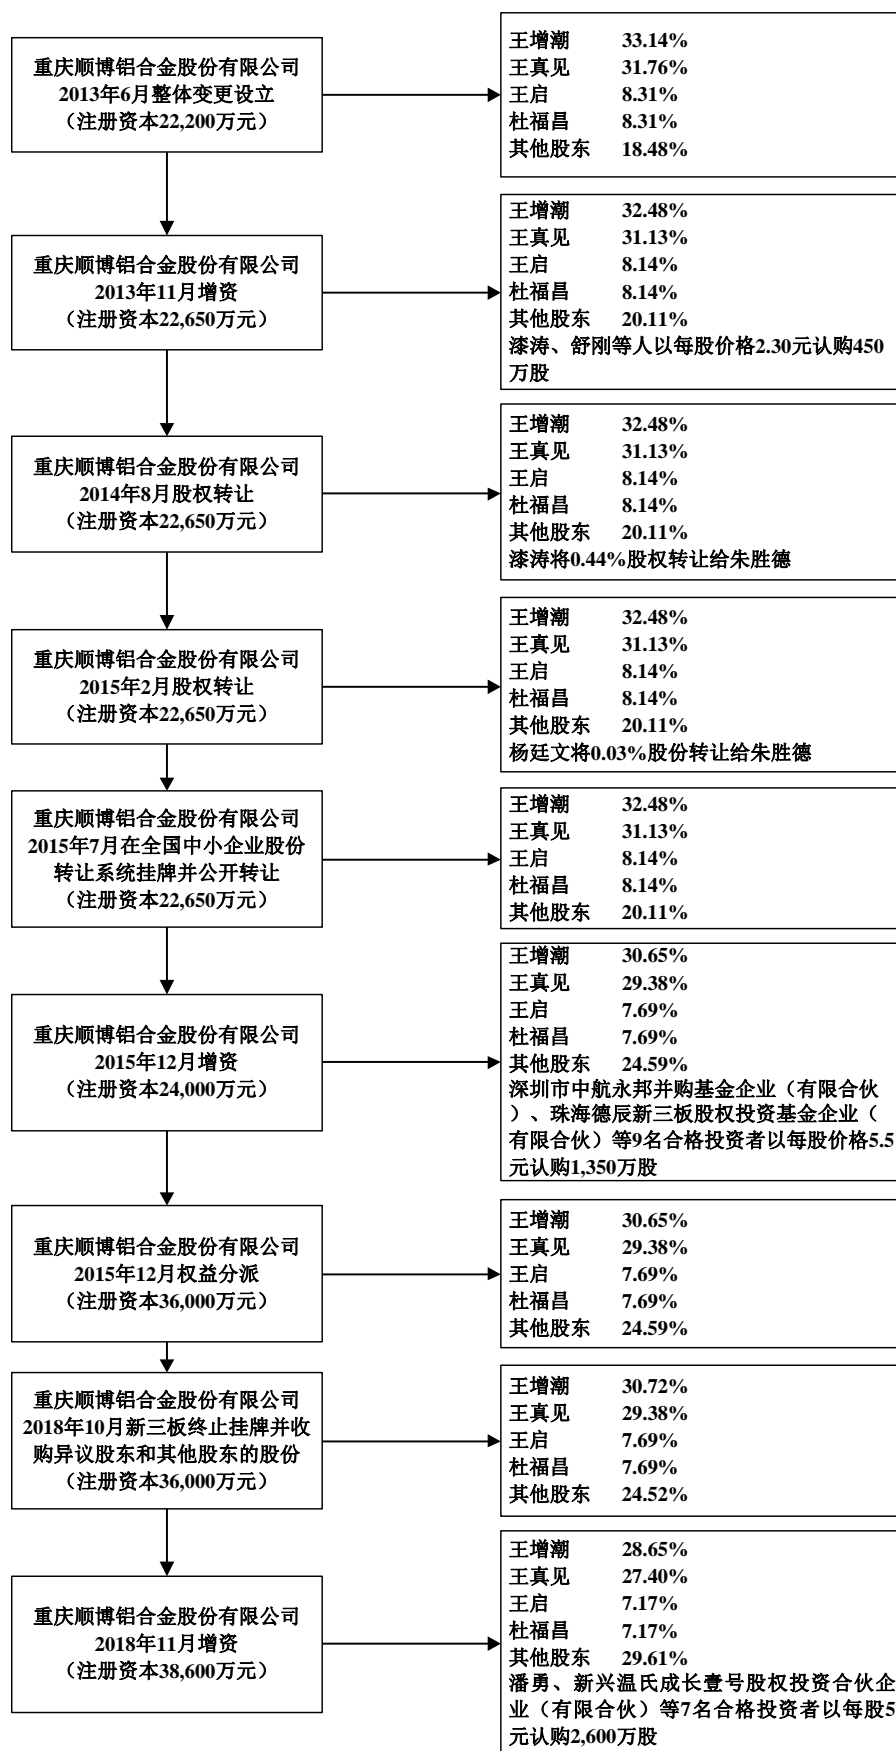 重庆顺博铝合金股份有限公司
2013年6月整体变更设立
（注册资本22,200万元）
王增潮 33.14%
王真见 31.76%
王启 8.31%
杜福昌 8.31%
其他股东 18.48%
重庆顺博铝合金股份有限公司
2013年11月增资
（注册资本22,650万元）
王增潮 32.48%
王真见 31.13%
王启 8.14%
杜福昌 8.14%
其他股东 20.11%
漆涛、舒刚等人以每股价格2.30元认购450
万股
重庆顺博铝合金股份有限公司
2014年8月股权转让
（注册资本22,650万元）
王增潮 32.48%
王真见 31.13%
王启 8.14%
杜福昌 8.14%
其他股东 20.11%
漆涛将0.44%股权转让给朱胜德
重庆顺博铝合金股份有限公司
2015年2月股权转让
（注册资本22,650万元）
王增潮 32.48%
王真见 31.13%
王启 8.14%
杜福昌 8.14%
其他股东 20.11%
杨廷文将0.03%股份转让给朱胜德
重庆顺博铝合金股份有限公司
2015年7月在全国中小企业股份
转让系统挂牌并公开转让
（注册资本22,650万元）
王增潮 32.48%
王真见 31.13%
王启 8.14%
杜福昌 8.14%
其他股东 20.11%
重庆顺博铝合金股份有限公司
2015年12月增资
（注册资本24,000万元）
王增潮 30.65%
王真见 29.38%
王启 7.69%
杜福昌 7.69%
其他股东 24.59%
深圳市中航永邦并购基金企业（有限合伙
）、珠海德辰新三板股权投资基金企业（
有限合伙）等9名合格投资者以每股价格5.5
元认购1,350万股
重庆顺博铝合金股份有限公司
2015年12月权益分派
（注册资本36,000万元）
王增潮 30.65%
王真见 29.38%
王启 7.69%
杜福昌 7.69%
其他股东 24.59%
重庆顺博铝合金股份有限公司
2018年10月新三板终止挂牌并收
购异议股东和其他股东的股份
（注册资本36,000万元）
王增潮 30.72%
王真见 29.38%
王启 7.69%
杜福昌 7.69%
其他股东 24.52%
重庆顺博铝合金股份有限公司
2018年11月增资
（注册资本38,600万元）
王增潮 28.65%
王真见 27.40%
王启 7.17%
杜福昌 7.17%
其他股东 29.61%
潘勇、新兴温氏成长壹号股权投资合伙企
业（有限合伙）等7名合格投资者以每股5
元认购2,600万股